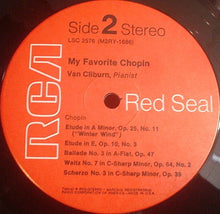 Side 2 Stereo
LSC 2576 (M2RY-1686)
My Favorite Chopin
Van Cliburn, Pianist
RCA
Red Seal
Chopin
Etude in A Minor, Op. 25, No. 11
("Winter Wind")
Etude in E, Op. 10, No. 3
Ballade No. 3 in A-Flat, Op. 47
Waltz No. 7 in C-Sharp Minor, Op. 64, No. 2
Scherzo No. 3 in C-Sharp Minor, Op. 39